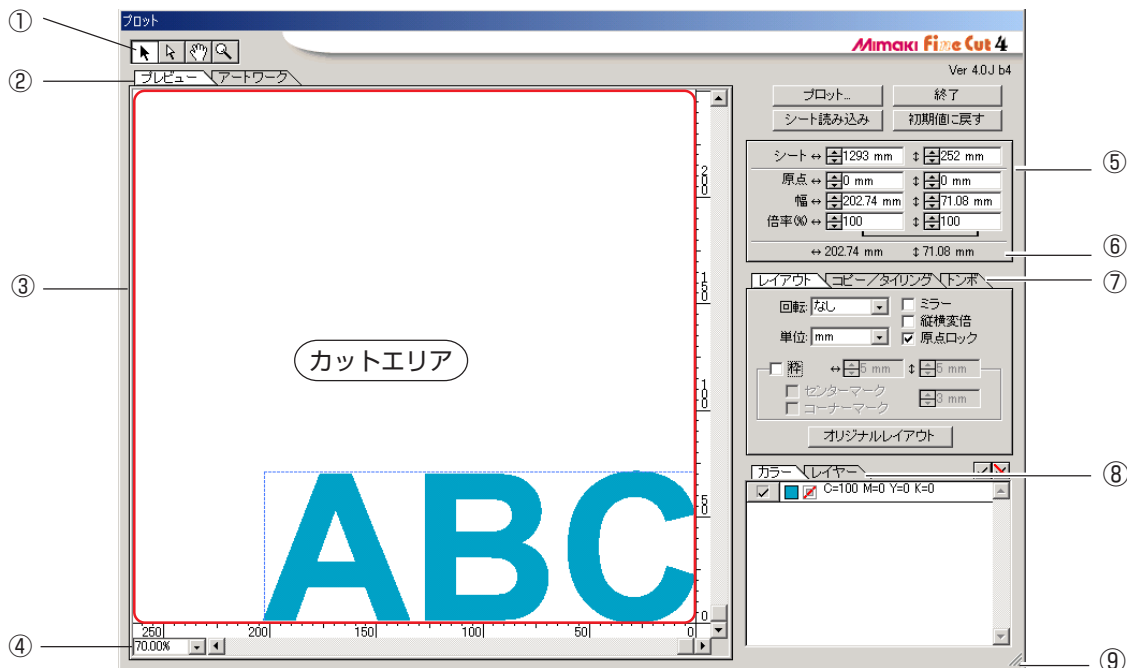 プロット
①
Mimaki Fine Cut 4
②
プレビュー アートワーク
Ver 4.0J b4
プロット... 終了
シート読み込み 初期値に戻す
⑤
シート ↔ 1293 mm ↕ 252 mm
原点 ↔ 0 mm ↕ 0 mm
幅 ↔ 202.74 mm ↕ 71.08 mm
倍率(%) ↔ 100 ↕ 100
⑥
↔ 202.74 mm ↕ 71.08 mm
③
⑦
レイアウト コピー/タイリング トンボ
回転: なし ミラー
縦横変倍
単位: mm 原点ロック
枠 ↔ 5 mm ↕ 5 mm
センターマーク 3 mm
コーナーマーク
オリジナルレイアウト
カットエリア
⑧
カラー レイヤー
C=100 M=0 Y=0 K=0
ABC
200
150
100
50
0
250 200 150 100 50 0
④
70.00%
⑨